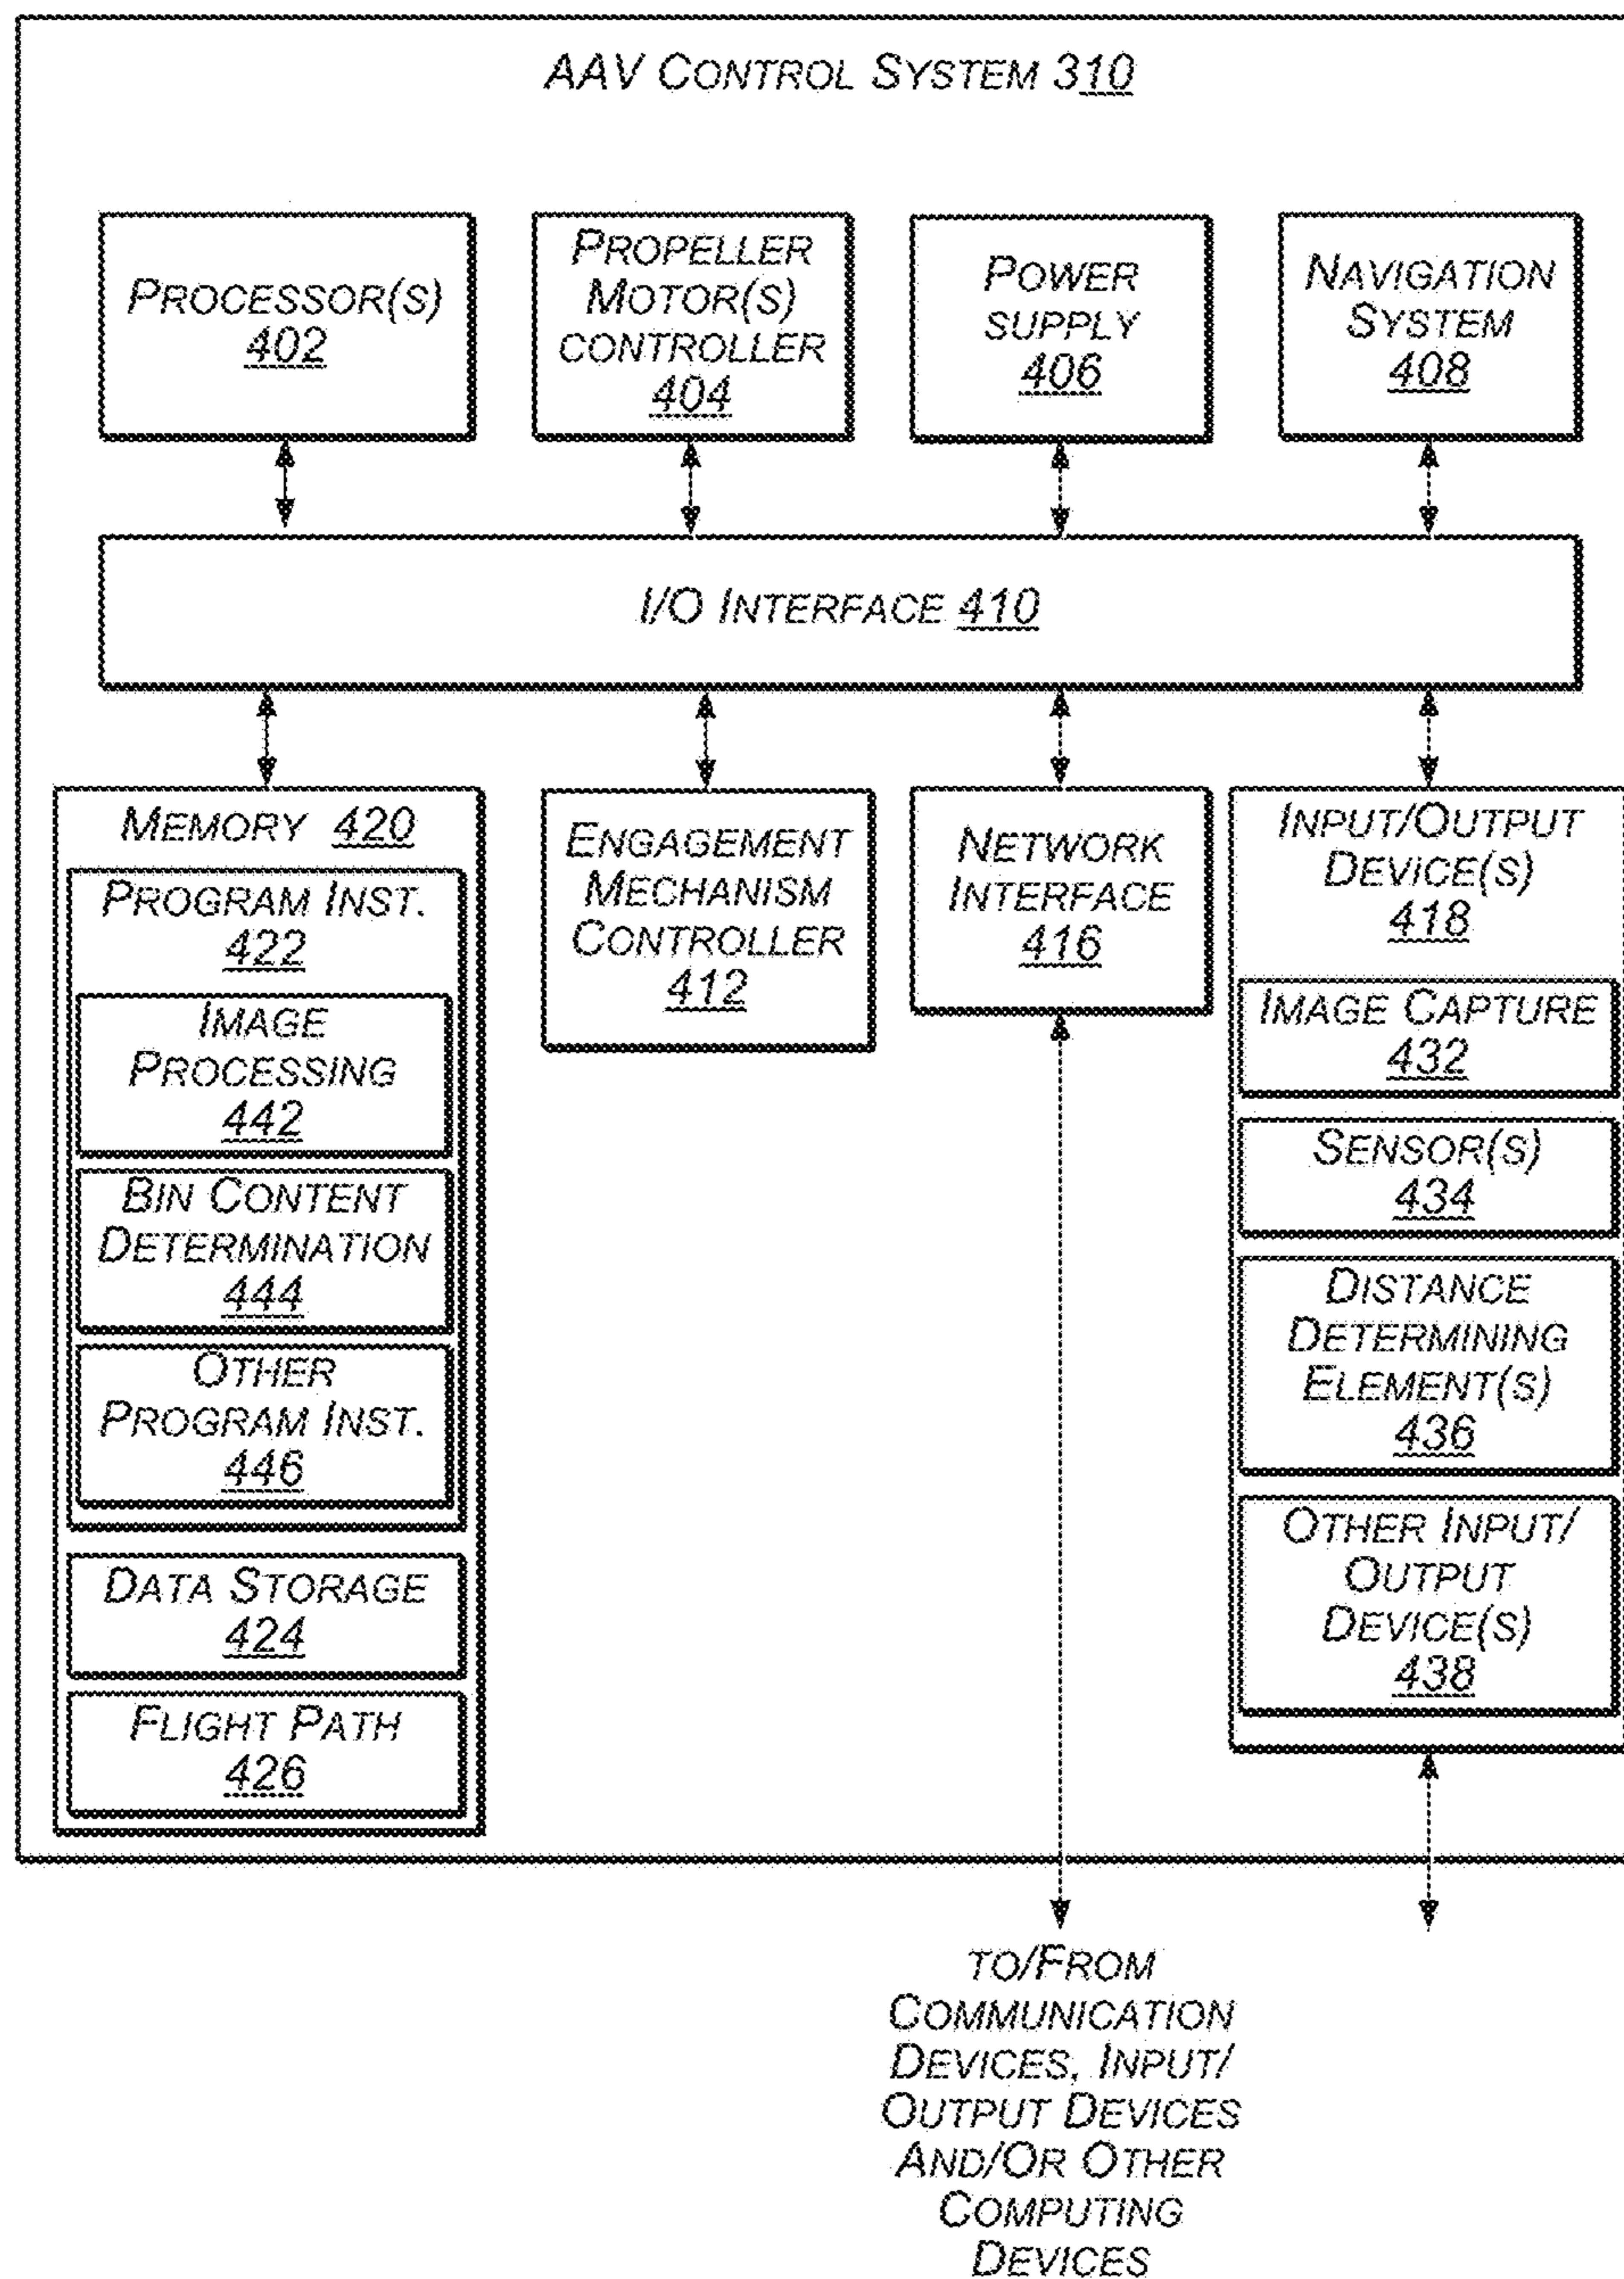 AAV CONTROL SYSTEM 310
PROCESSOR(S)
402
PROPELLER
MOTOR(S)
CONTROLLER
404
POWER
SUPPLY
406
NAVIGATION
SYSTEM
408
I/O INTERFACE 410
MEMORY 420
PROGRAM INST.
422
IMAGE
PROCESSING
442
BIN CONTENT
DETERMINATION
444
OTHER
PROGRAM INST.
446
DATA STORAGE
424
FLIGHT PATH
426
ENGAGEMENT
MECHANISM
CONTROLLER
412
NETWORK
INTERFACE
416
INPUT/OUTPUT
DEVICE(S)
418
IMAGE CAPTURE
432
SENSOR(S)
434
DISTANCE
DETERMINING
ELEMENT(S)
436
OTHER INPUT/
OUTPUT
DEVICE(S)
438
TO/FROM
COMMUNICATION
DEVICES, INPUT/
OUTPUT DEVICES
AND/OR OTHER
COMPUTING
DEVICES